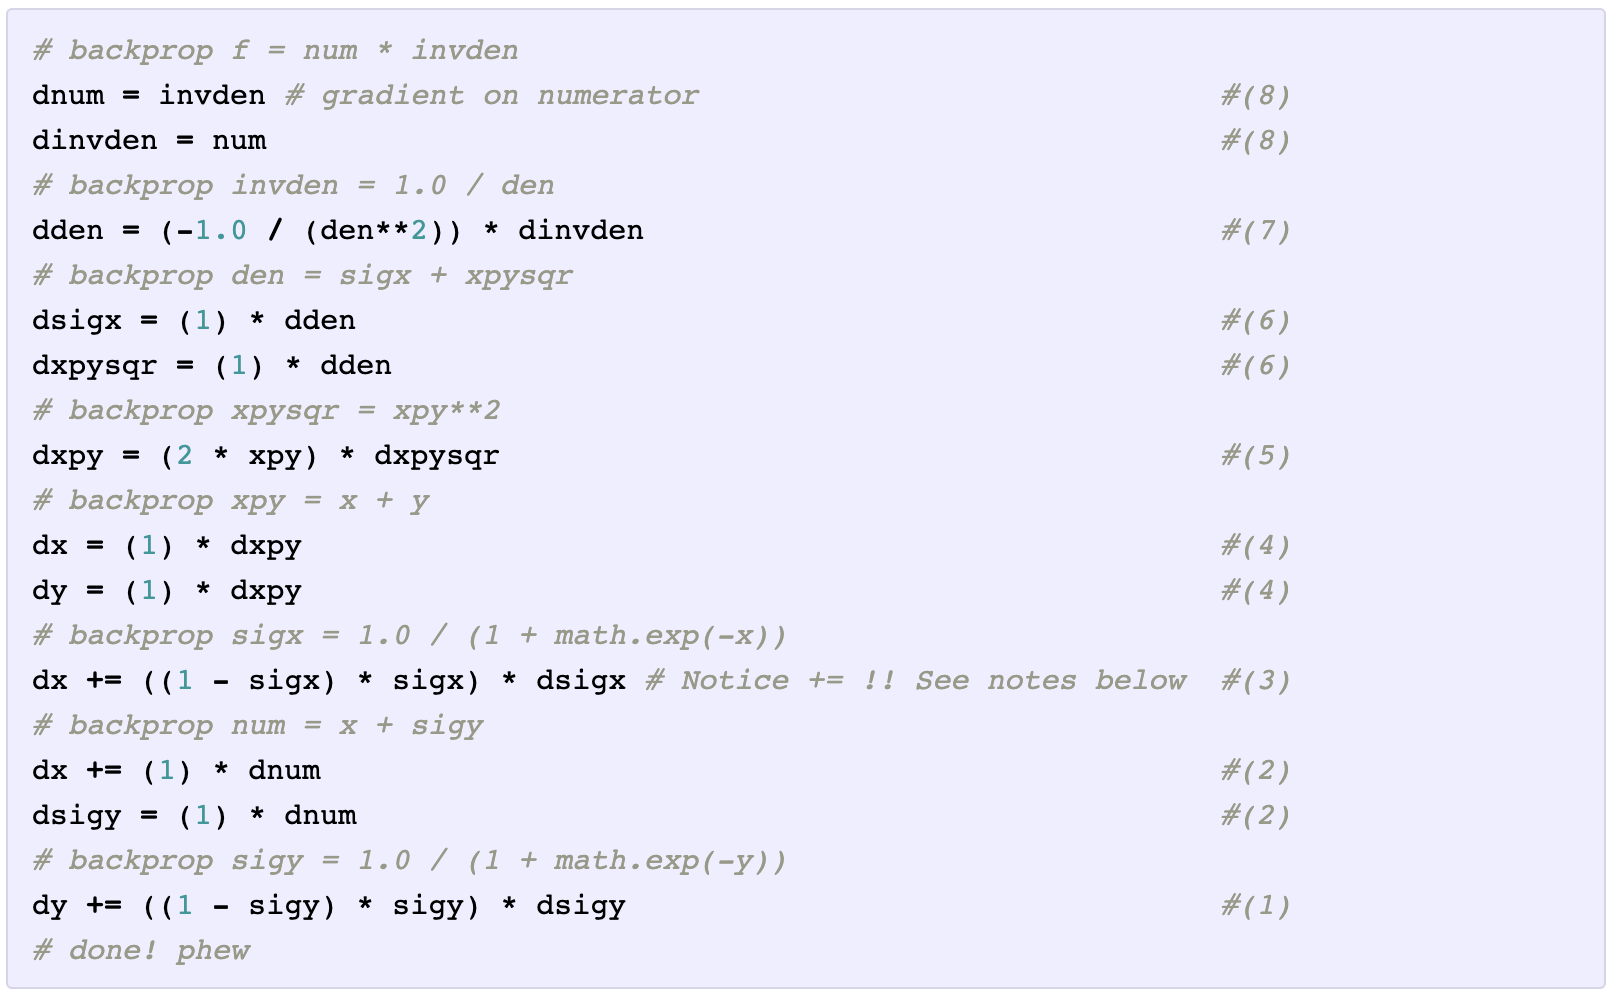 # backprop f = num * invden
dnum = invden # gradient on numerator #(8)
dinvden = num #(8)
# backprop invden = 1.0 / den
dden = (-1.0 / (den**2)) * dinvden #(7)
# backprop den = sigx + xpysqr
dsigx = (1) * dden #(6)
dxpysqr = (1) * dden #(6)
# backprop xpysqr = xpy**2
dxpy = (2 * xpy) * dxpysqr #(5)
# backprop xpy = x + y
dx = (1) * dxpy #(4)
dy = (1) * dxpy #(4)
# backprop sigx = 1.0 / (1 + math.exp(-x))
dx += ((1 - sigx) * sigx) * dsigx # Notice += !! See notes below #(3)
# backprop num = x + sigy
dx += (1) * dnum #(2)
dsigy = (1) * dnum #(2)
# backprop sigy = 1.0 / (1 + math.exp(-y))
dy += ((1 - sigy) * sigy) * dsigy #(1)
# done! phew